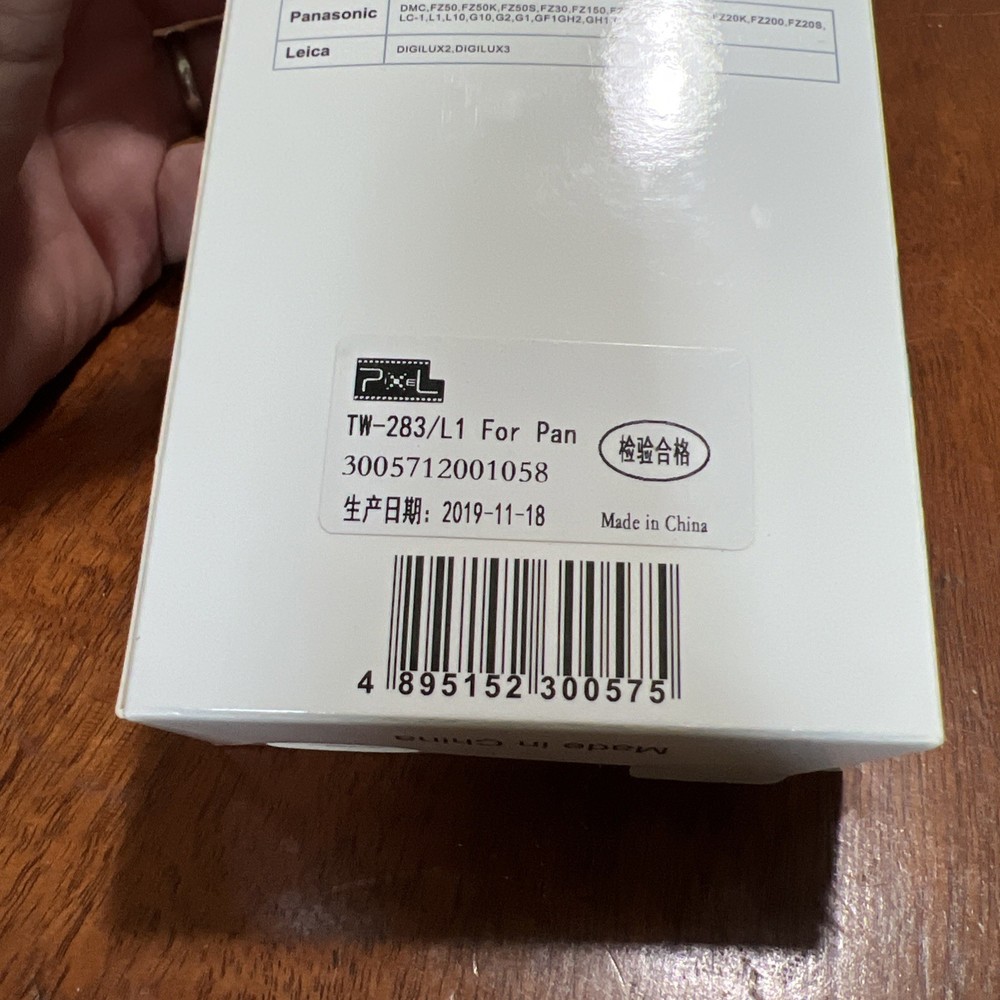 Panasonic
DMC,FZ50,FZ50K,FZ50S,FZ30,FZ150, FZ20K,FZ200,FZ20S,
LC-1,L1,L10,G10,G2,G1,GF1GH2,GH1
Leica
DIGILUX2,DIGILUX3
PIXEL
TW-283/L1 For Pan
检验合格
3005712001058
生产日期: 2019-11-18
Made in China
4 895152 300575
Made in China